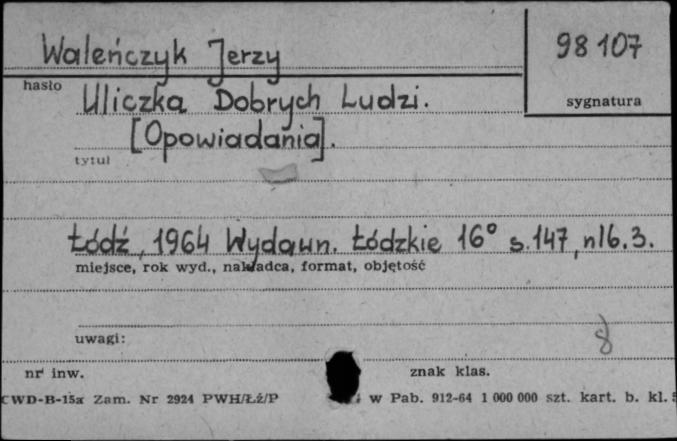 Waleńczyk Jerzy
98 107
hasło
sygnatura
Uliczka Dobrych Ludzi.
[Opowiadania].
tytuł
Łódź, 1964 Wydawn. Łódzkie 16° s.147, nlb.3.
miejsce, rok wyd., nakładca, format, objętość
uwagi:
8
nr inw.
znak klas.
CWD-B-15a Zam. Nr 2924 PWH/Łź/P
w Pab. 912-64 1 000 000 szt. kart. b. kl. 5